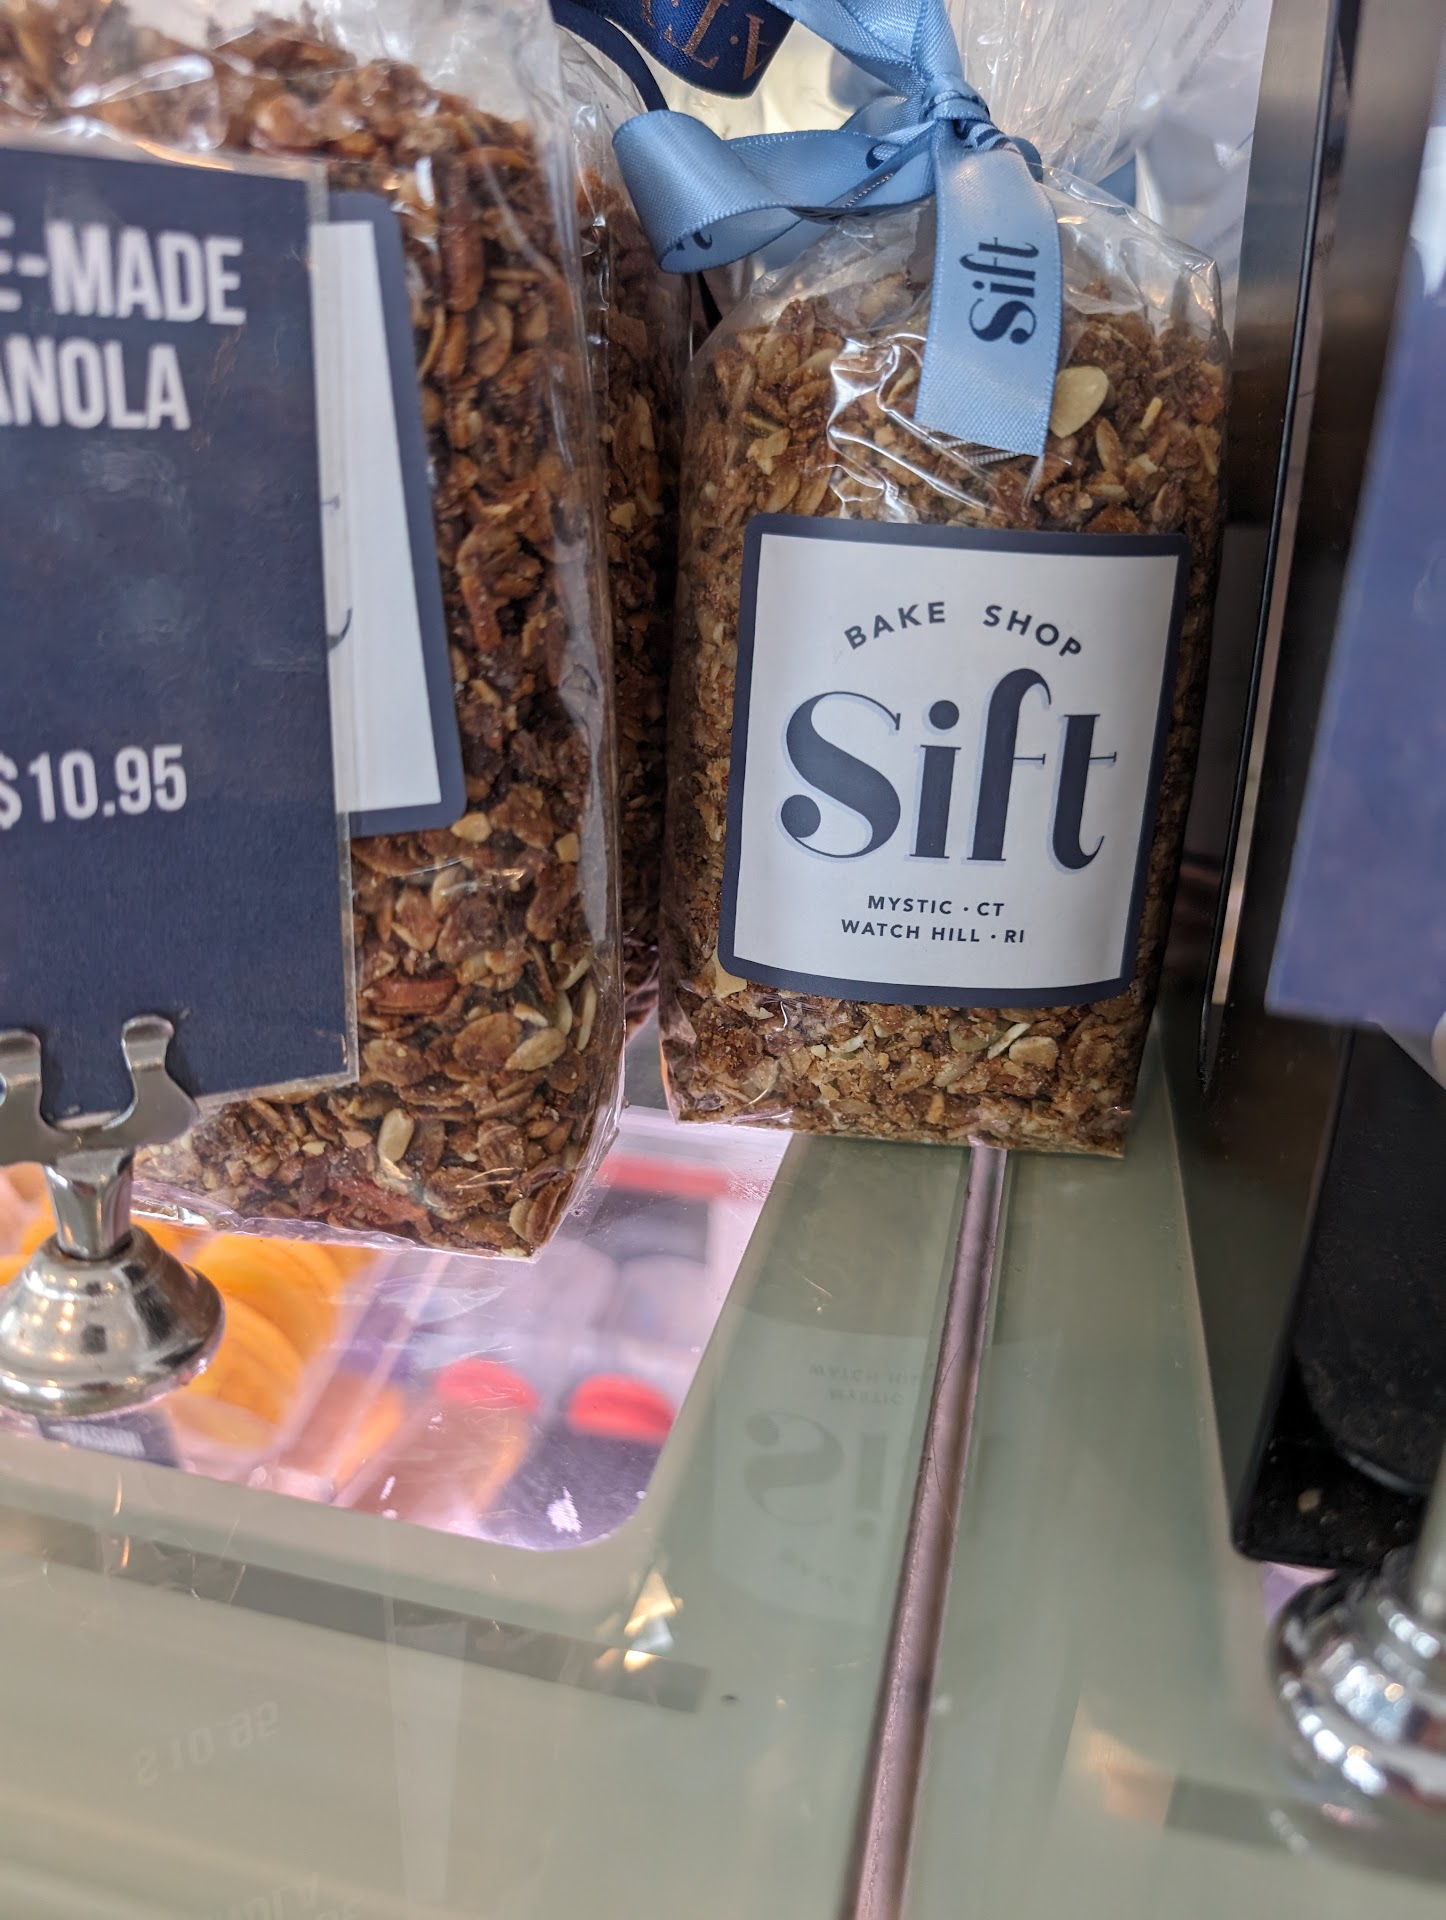 E-MADE
ANOLA
$10.95
Sift
BAKE SHOP
Sift
MYSTIC · CT
WATCH HILL · RI